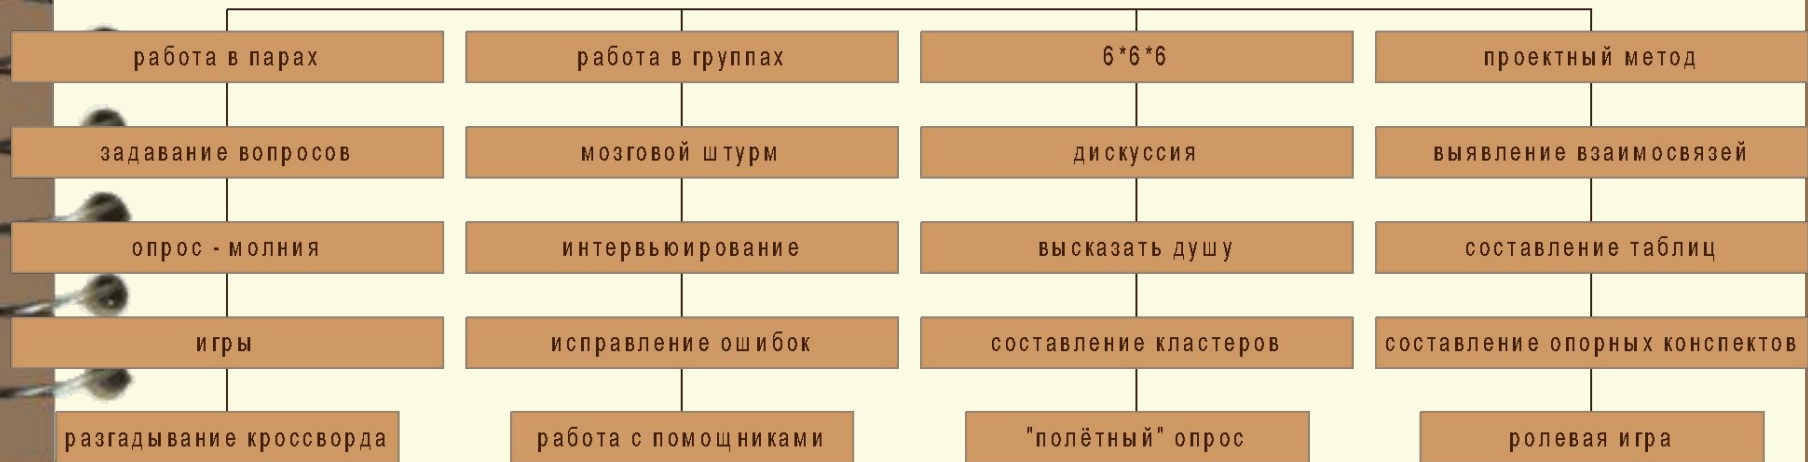 работа в парах
работа в группах
6*6*6
проектный метод
задавание вопросов
мозговой штурм
дискуссия
выявление взаимосвязей
опрос - молния
интервьюирование
высказать душу
составление таблиц
игры
исправление ошибок
составление кластеров
составление опорных конспектов
разгадывание кроссворда
работа с помощниками
"полётный" опрос
ролевая игра